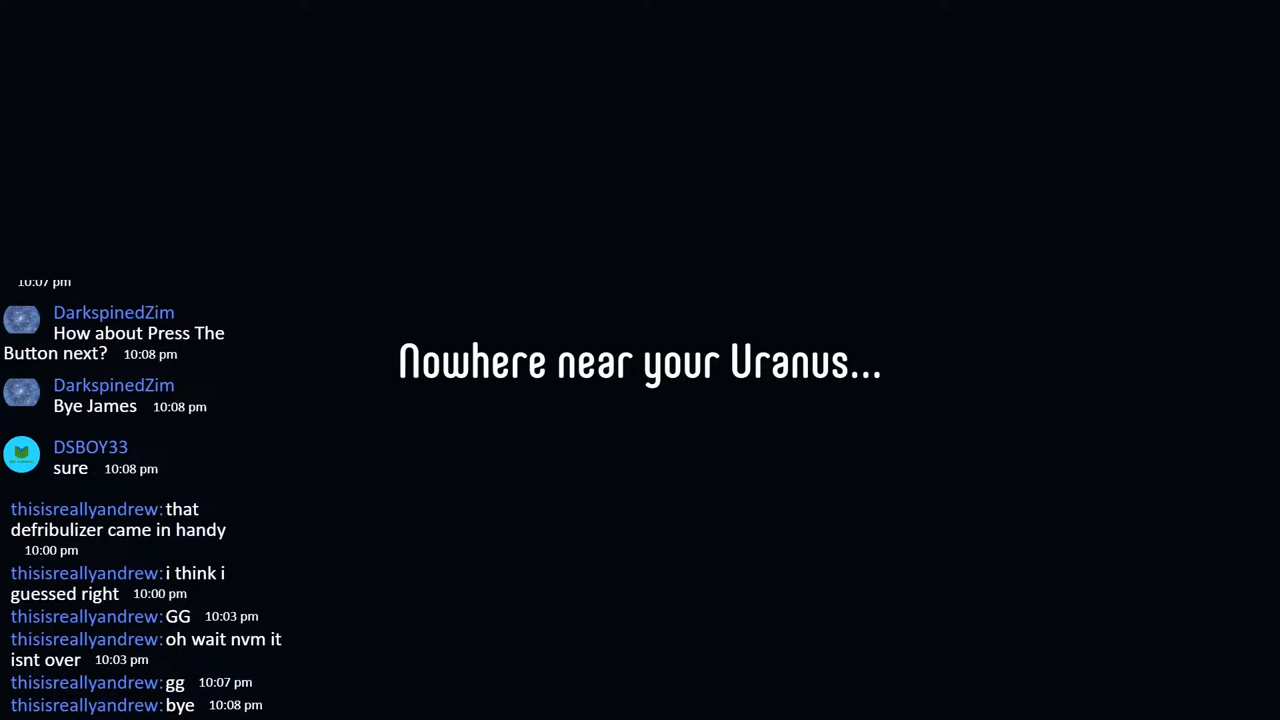 10:07 pm
DarkspinedZim
How about Press The
Button next? 10:08 pm
DarkspinedZim
Bye James 10:08 pm
DSBOY33
sure 10:08 pm
thisisreallyandrew: that
defribulizer came in handy
10:00 pm
thisisreallyandrew: i think i
guessed right 10:00 pm
thisisreallyandrew: GG 10:03 pm
thisisreallyandrew: oh wait nvm it
isnt over 10:03 pm
thisisreallyandrew: gg 10:07 pm
thisisreallyandrew: bye 10:08 pm
Nowhere near your Uranus...